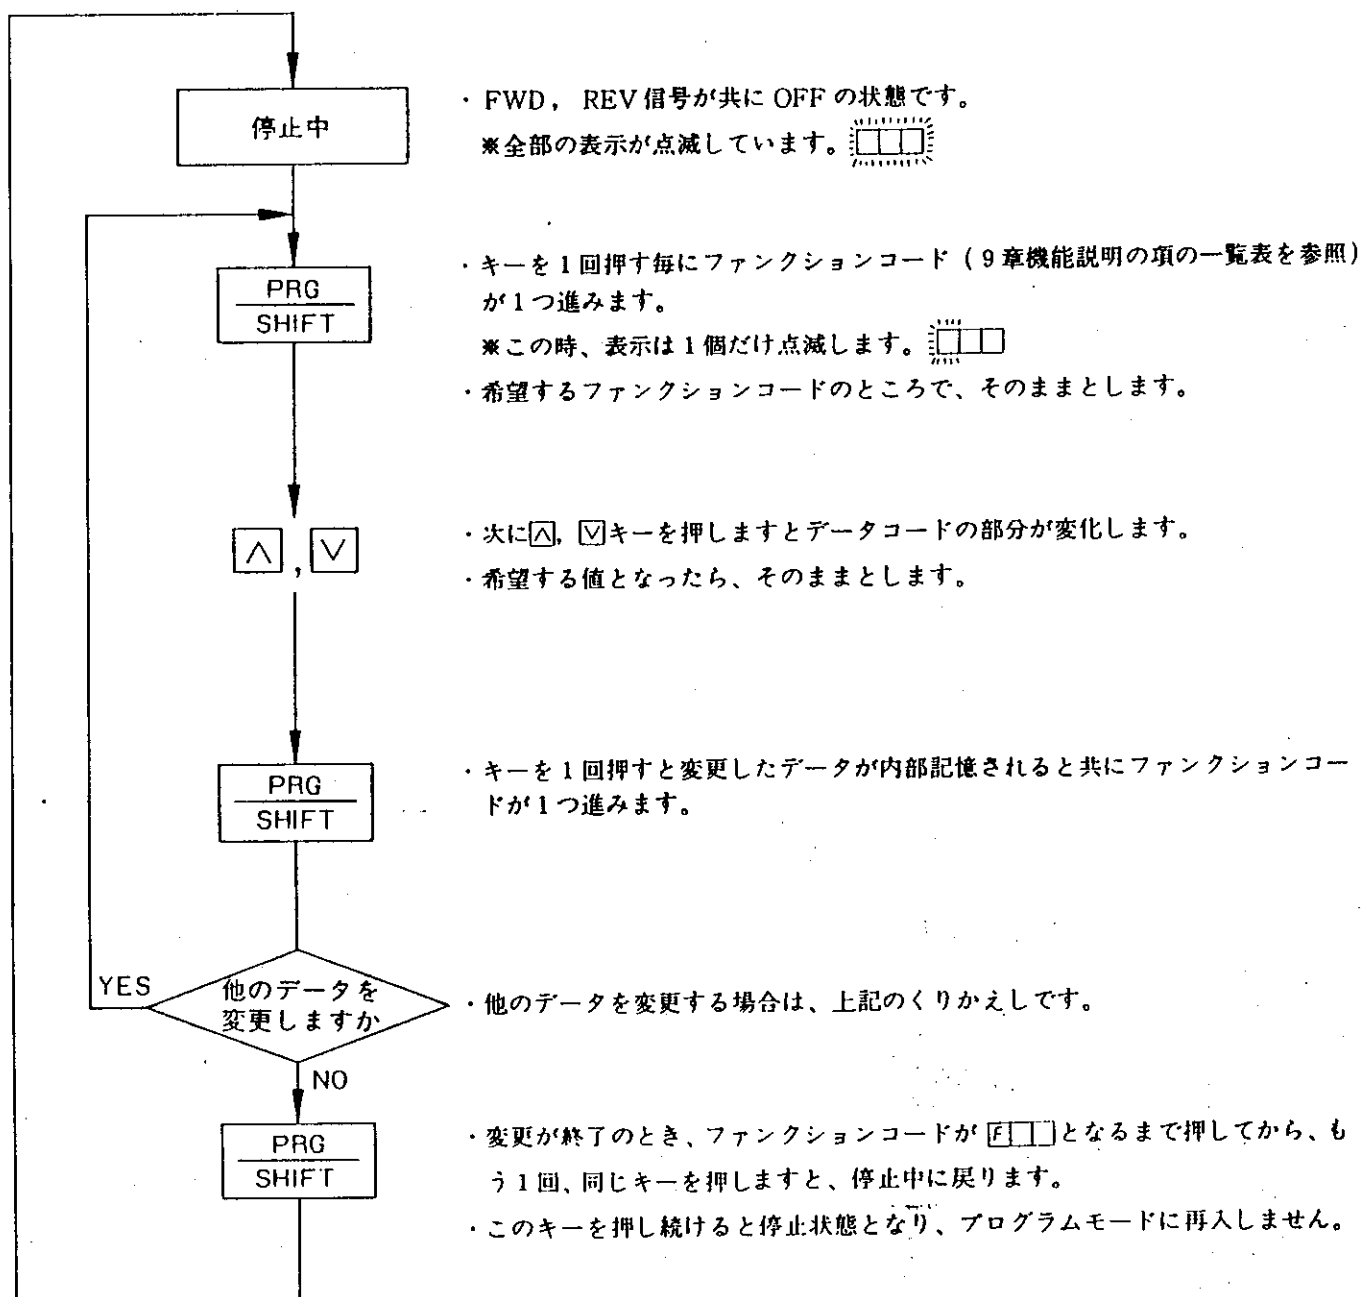 停止中
・FWD, REV信号が共に OFF の状態です。
※全部の表示が点滅しています。
PRG
SHIFT
・キーを1回押す毎にファンクションコード (9章機能説明の項の一覧表を参照)
が1つ進みます。
※この時、表示は1個だけ点滅します。
・希望するファンクションコードのところで、そのままとします。
∧, ∨
・次に∧, ∨キーを押しますとデータコードの部分が変化します。
・希望する値となったら、そのままとします。
PRG
SHIFT
・キーを1回押すと変更したデータが内部記憶されると共にファンクションコー
ドが1つ進みます。
YES
他のデータを
変更しますか
・他のデータを変更する場合は、上記のくりかえしです。
NO
PRG
SHIFT
・変更が終了のとき、ファンクションコードが F□□ となるまで押してから、も
う1回、同じキーを押しますと、停止中に戻ります。
・このキーを押し続けると停止状態となり、プログラムモードに再入しません。